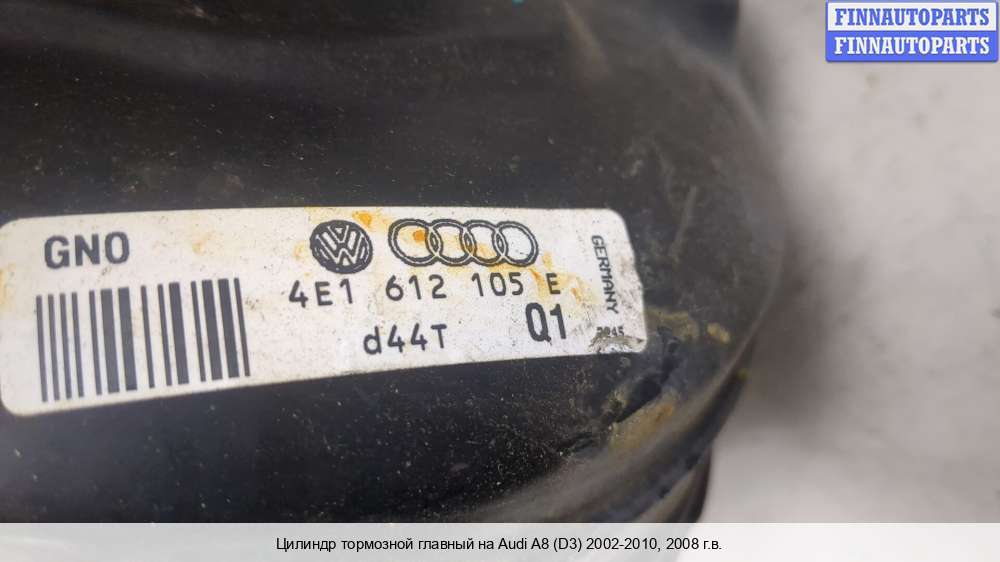 FINNAUTOPARTS
FINNAUTOPARTS
GNO
4E1 612 105 E
d44T Q1
GERMANY
Цилиндр тормозной главный на Audi A8 (D3) 2002-2010, 2008 г.в.